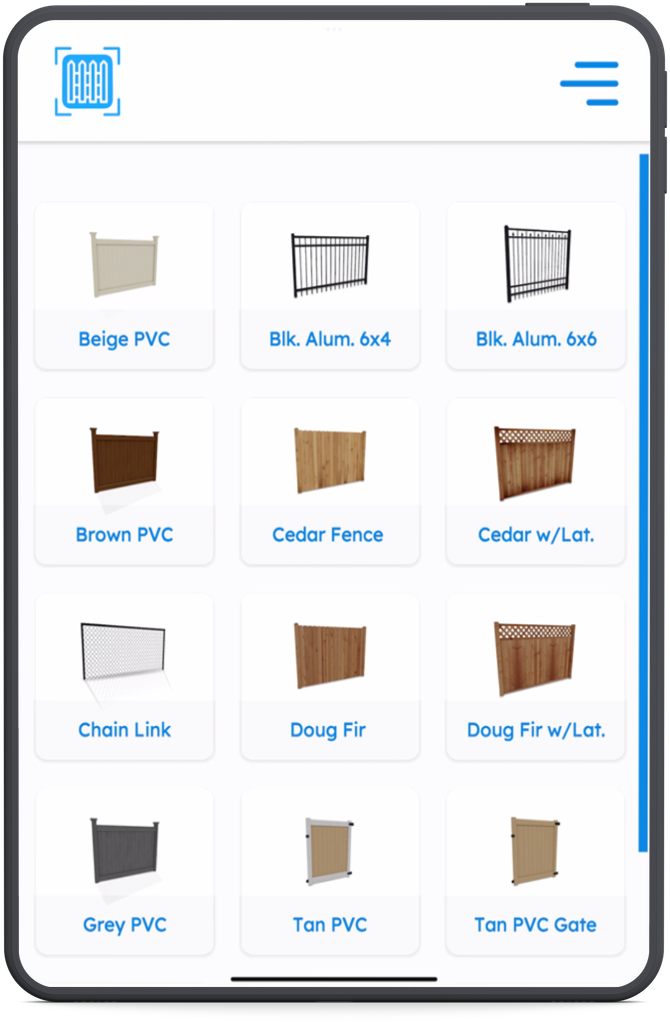 Beige PVC
Blk. Alum. 6x4
Blk. Alum. 6x6
Brown PVC
Cedar Fence
Cedar w/Lat.
Chain Link
Doug Fir
Doug Fir w/Lat.
Grey PVC
Tan PVC
Tan PVC Gate